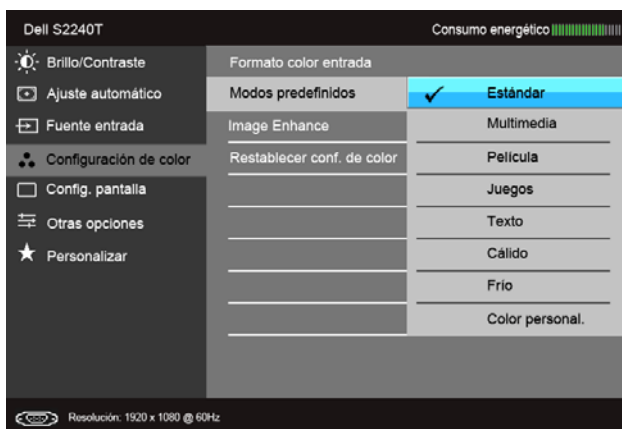 Dell S2240T
Consumo energético
Brillo/Contraste
Ajuste automático
Fuente entrada
Configuración de color
Config. pantalla
Otras opciones
Personalizar
Formato color entrada
Modos predefinidos
Image Enhance
Restablecer conf. de color
Estándar
Multimedia
Película
Juegos
Texto
Cálido
Frío
Color personal.
Resolución: 1920 x 1080 @ 60Hz